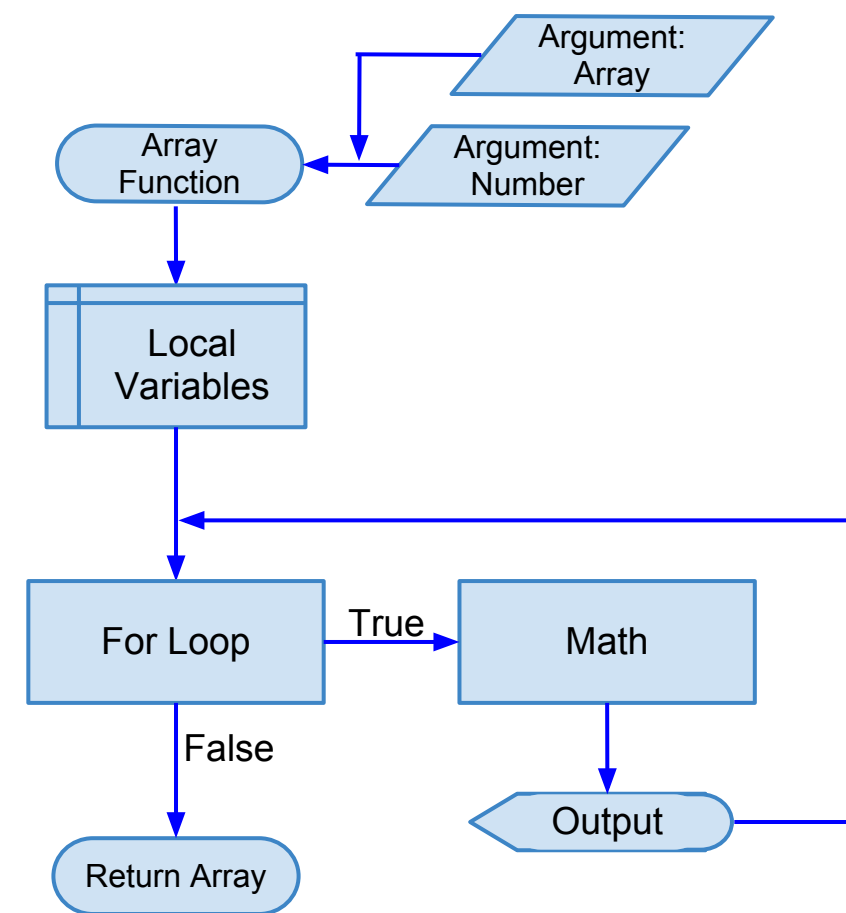 Argument:
Array
Array
Function
Argument:
Number
Local
Variables
For Loop
True
Math
False
Output
Return Array